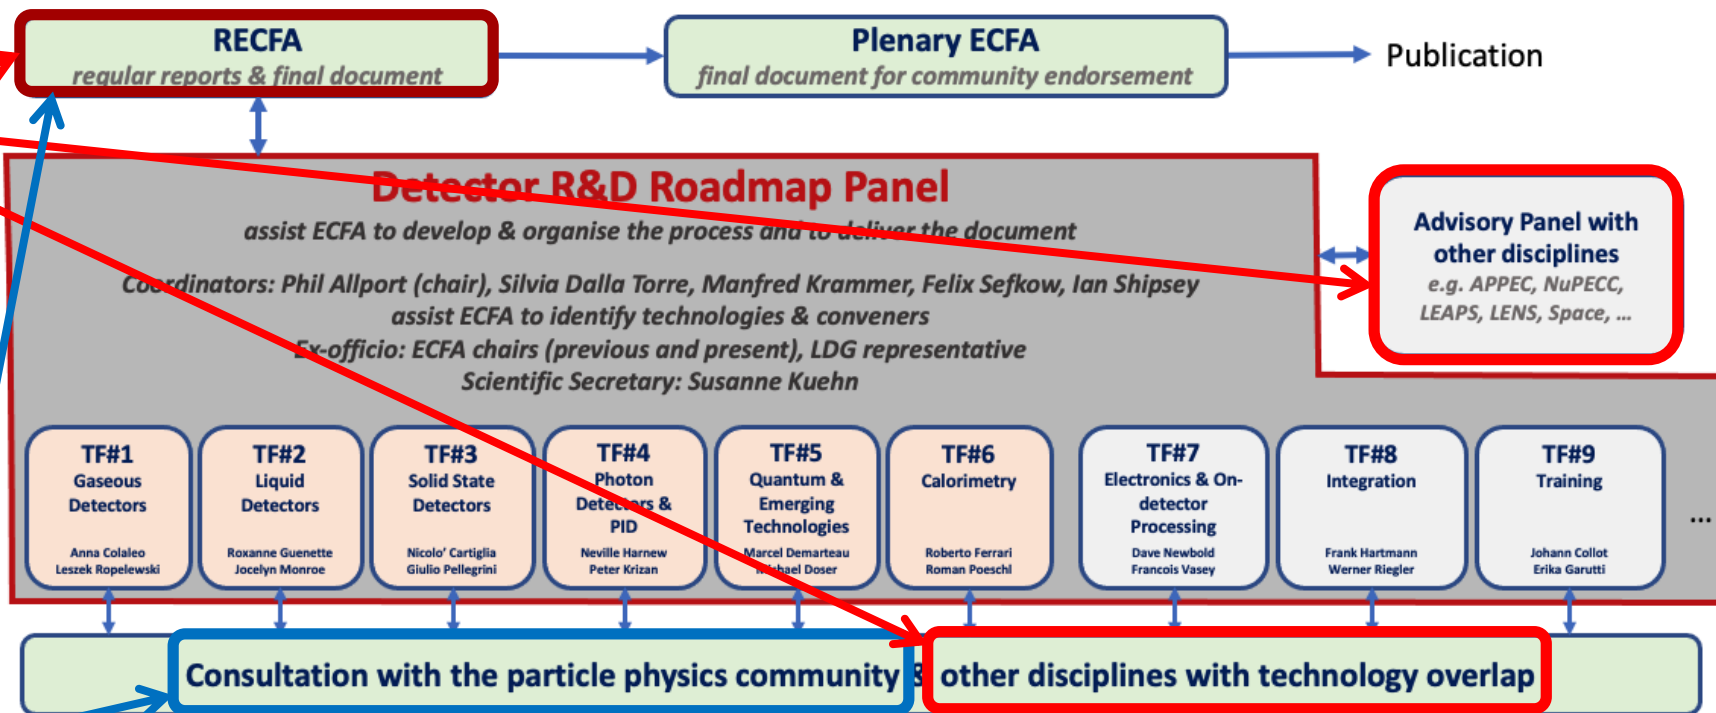 RECFA
regular reports & final document
Plenary ECFA
final document for community endorsement
Publication
Detector R&D Roadmap Panel
assist ECFA to develop & organise the process and to deliver the document
Coordinators: Phil Allport (chair), Silvia Dalla Torre, Manfred Krammer, Felix Sefkow, Ian Shipsey
assist ECFA to identify technologies & conveners
Ex-officio: ECFA chairs (previous and present), LDG representative
Scientific Secretary: Susanne Kuehn
Advisory Panel with
other disciplines
e.g. APPEC, NuPECC,
LEAPS, LENS, Space, ...
TF#1
Gaseous
Detectors
Anna Colaleo
Leszek Ropelewski
TF#2
Liquid
Detectors
Roxanne Guenette
Jocelyn Monroe
TF#3
Solid State
Detectors
Nicolo' Cartiglia
Giulio Pellegrini
TF#4
Photon
Detectors &
PID
Neville Harnew
Peter Krizan
TF#5
Quantum &
Emerging
Technologies
Marcel Demarteau
Michael Doser
TF#6
Calorimetry
Roberto Ferrari
Roman Poeschl
TF#7
Electronics & On-
detector
Processing
Dave Newbold
Francois Vasey
TF#8
Integration
Frank Hartmann
Werner Riegler
TF#9
Training
Johann Collot
Erika Garutti
...
Consultation with the particle physics community & other disciplines with technology overlap